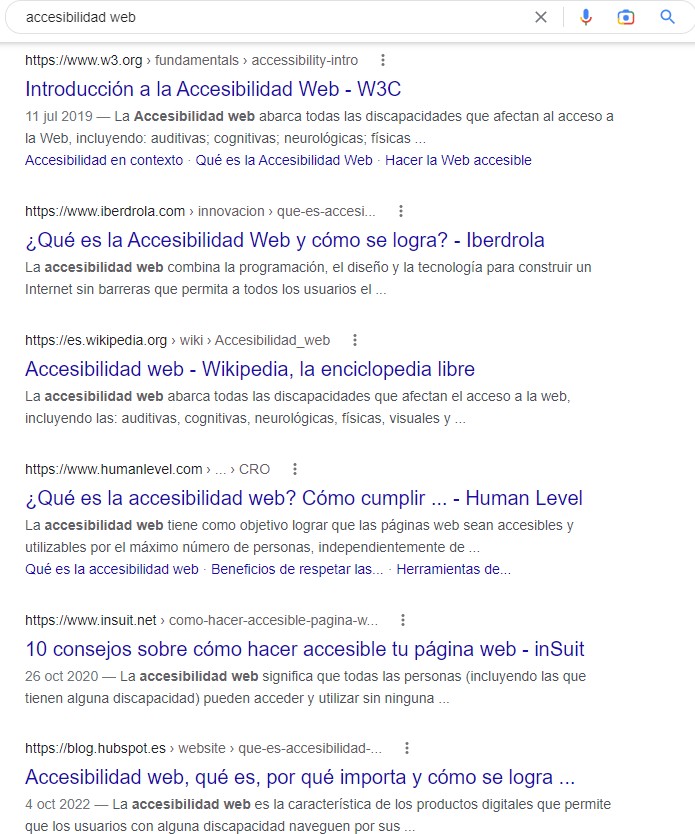 accesibilidad web
https://www.w3.org › fundamentals › accessibility-intro
Introducción a la Accesibilidad Web - W3C
11 jul 2019 — La Accesibilidad web abarca todas las discapacidades que afectan al acceso a
la Web, incluyendo: auditivas; cognitivas; neurológicas; físicas ...
Accesibilidad en contexto · Qué es la Accesibilidad Web · Hacer la Web accesible
https://www.iberdrola.com › innovacion › que-es-accesi...
¿Qué es la Accesibilidad Web y cómo se logra? - Iberdrola
La accesibilidad web combina la programación, el diseño y la tecnología para construir un
Internet sin barreras que permita a todos los usuarios el ...
https://es.wikipedia.org › wiki › Accesibilidad_web
Accesibilidad web - Wikipedia, la enciclopedia libre
La accesibilidad web abarca todas las discapacidades que afectan el acceso a la web,
incluyendo las: auditivas, cognitivas, neurológicas, físicas, visuales y ...
https://www.humanlevel.com › ... › CRO
¿Qué es la accesibilidad web? Cómo cumplir ... - Human Level
La accesibilidad web tiene como objetivo lograr que las páginas web sean accesibles y
utilizables por el máximo número de personas, independientemente de ...
Qué es la accesibilidad web · Beneficios de respetar las... · Herramientas de...
https://www.insuit.net › como-hacer-accesible-pagina-w...
10 consejos sobre cómo hacer accesible tu página web - inSuit
26 oct 2020 — La accesibilidad web significa que todas las personas (incluyendo las que
tienen alguna discapacidad) pueden acceder y utilizar sin ninguna ...
https://blog.hubspot.es › website › que-es-accesibilidad-...
Accesibilidad web, qué es, por qué importa y cómo se logra ...
4 oct 2022 — La accesibilidad web es la característica de los productos digitales que permite
que los usuarios con alguna discapacidad naveguen por sus ...